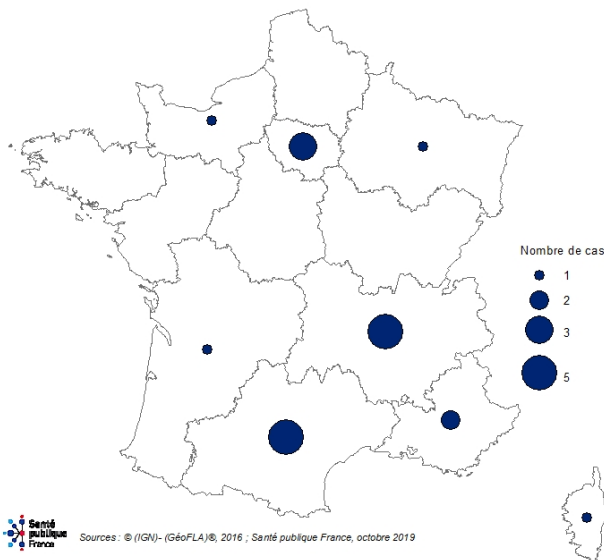 Nombre de cas
1
2
3
5
Santé
publique
France
Sources : © (IGN)- (GéoFLA)®, 2016 ; Santé publique France, octobre 2019